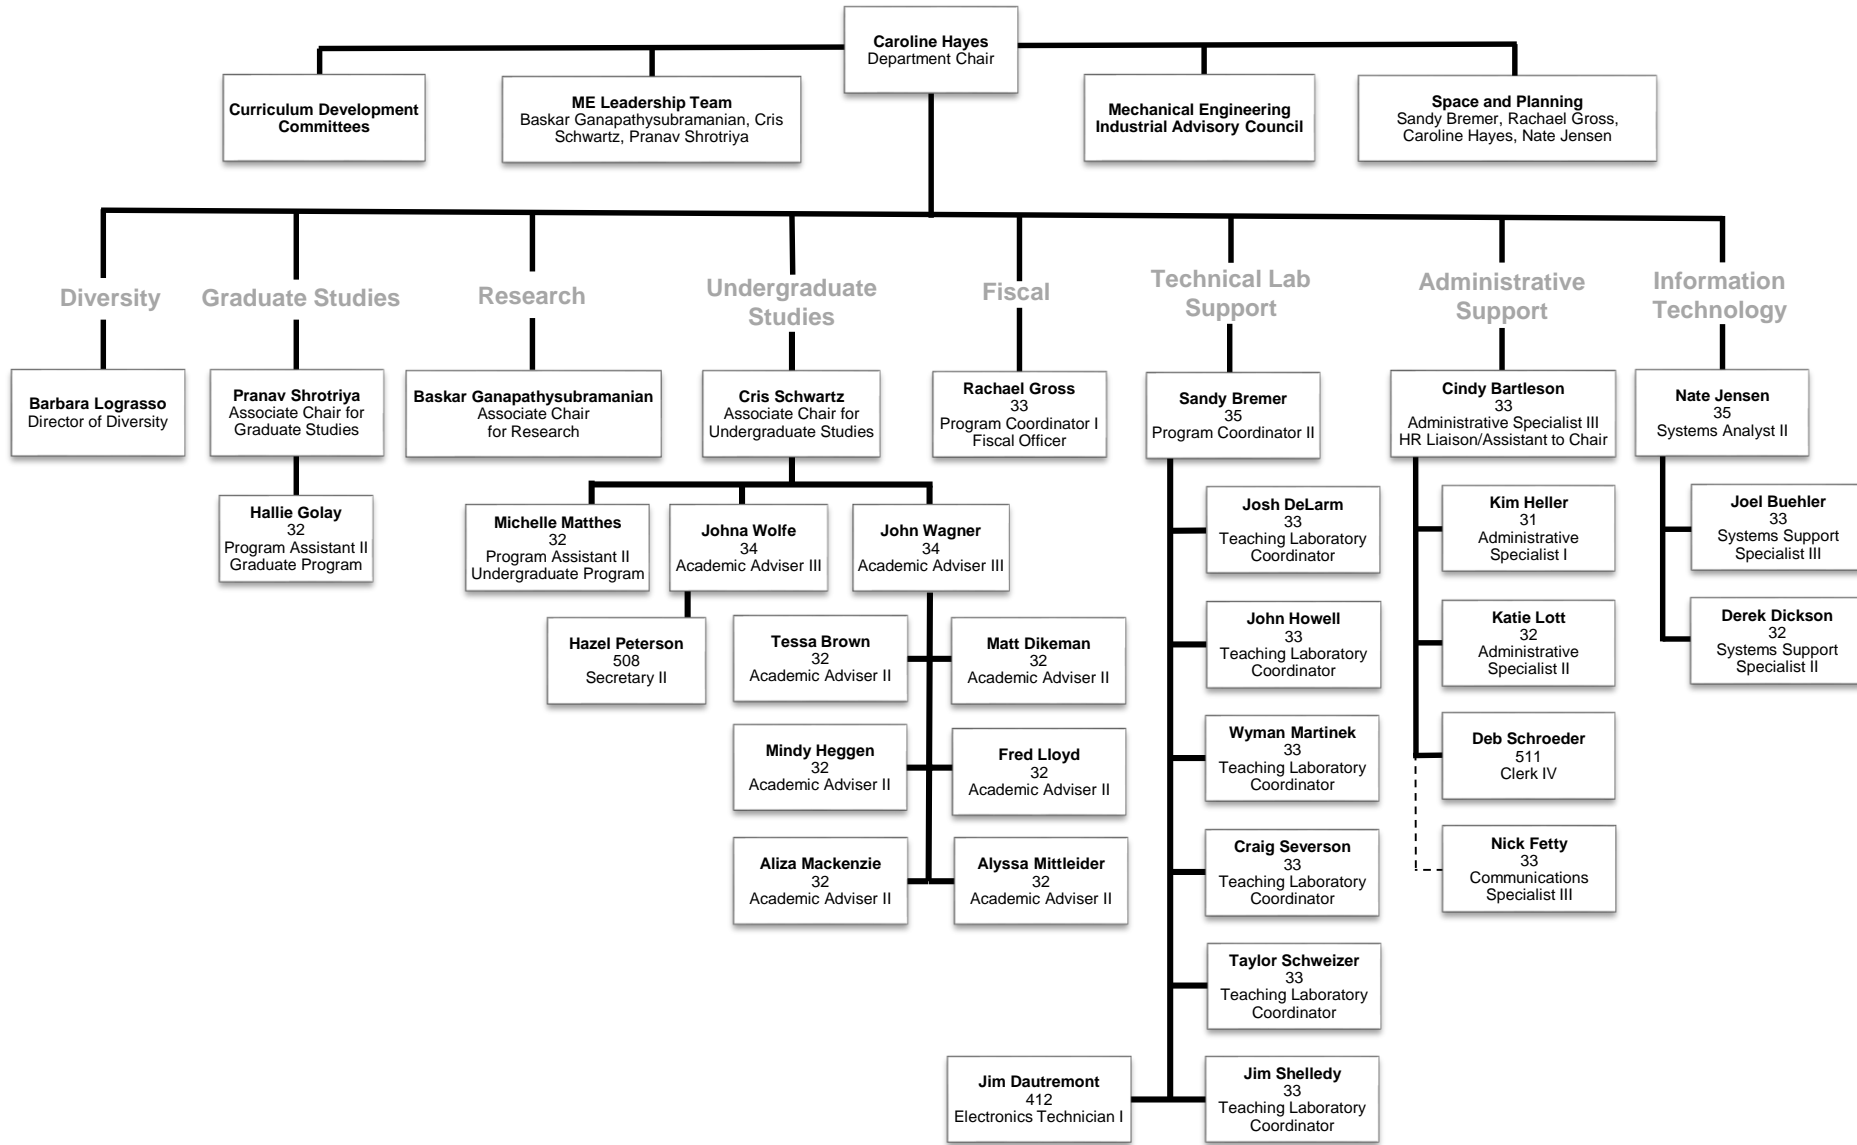 Caroline Hayes
Department Chair
Curriculum Development
Committees
ME Leadership Team
Baskar Ganapathysubramanian, Cris
Schwartz, Pranav Shrotriya
Mechanical Engineering
Industrial Advisory Council
Space and Planning
Sandy Bremer, Rachael Gross,
Caroline Hayes, Nate Jensen
Diversity
Graduate Studies
Research
Undergraduate
Studies
Fiscal
Technical Lab
Support
Administrative
Support
Information
Technology
Barbara Lograsso
Director of Diversity
Pranav Shrotriya
Associate Chair for
Graduate Studies
Baskar Ganapathysubramanian
Associate Chair
for Research
Cris Schwartz
Associate Chair for
Undergraduate Studies
Rachael Gross
33
Program Coordinator I
Fiscal Officer
Sandy Bremer
35
Program Coordinator II
Cindy Bartleson
33
Administrative Specialist III
HR Liaison/Assistant to Chair
Nate Jensen
35
Systems Analyst II
Hallie Golay
32
Program Assistant II
Graduate Program
Michelle Matthes
32
Program Assistant II
Undergraduate Program
Johna Wolfe
34
Academic Adviser III
John Wagner
34
Academic Adviser III
Hazel Peterson
508
Secretary II
Tessa Brown
32
Academic Adviser II
Matt Dikeman
32
Academic Adviser II
Mindy Heggen
32
Academic Adviser II
Fred Lloyd
32
Academic Adviser II
Aliza Mackenzie
32
Academic Adviser II
Alyssa Mittleider
32
Academic Adviser II
Josh DeLarm
33
Teaching Laboratory
Coordinator
John Howell
33
Teaching Laboratory
Coordinator
Wyman Martinek
33
Teaching Laboratory
Coordinator
Craig Severson
33
Teaching Laboratory
Coordinator
Taylor Schweizer
33
Teaching Laboratory
Coordinator
Jim Dautremont
412
Electronics Technician I
Jim Shelledy
33
Teaching Laboratory
Coordinator
Kim Heller
31
Administrative
Specialist I
Katie Lott
32
Administrative
Specialist II
Deb Schroeder
511
Clerk IV
Nick Fetty
33
Communications
Specialist III
Joel Buehler
33
Systems Support
Specialist III
Derek Dickson
32
Systems Support
Specialist II